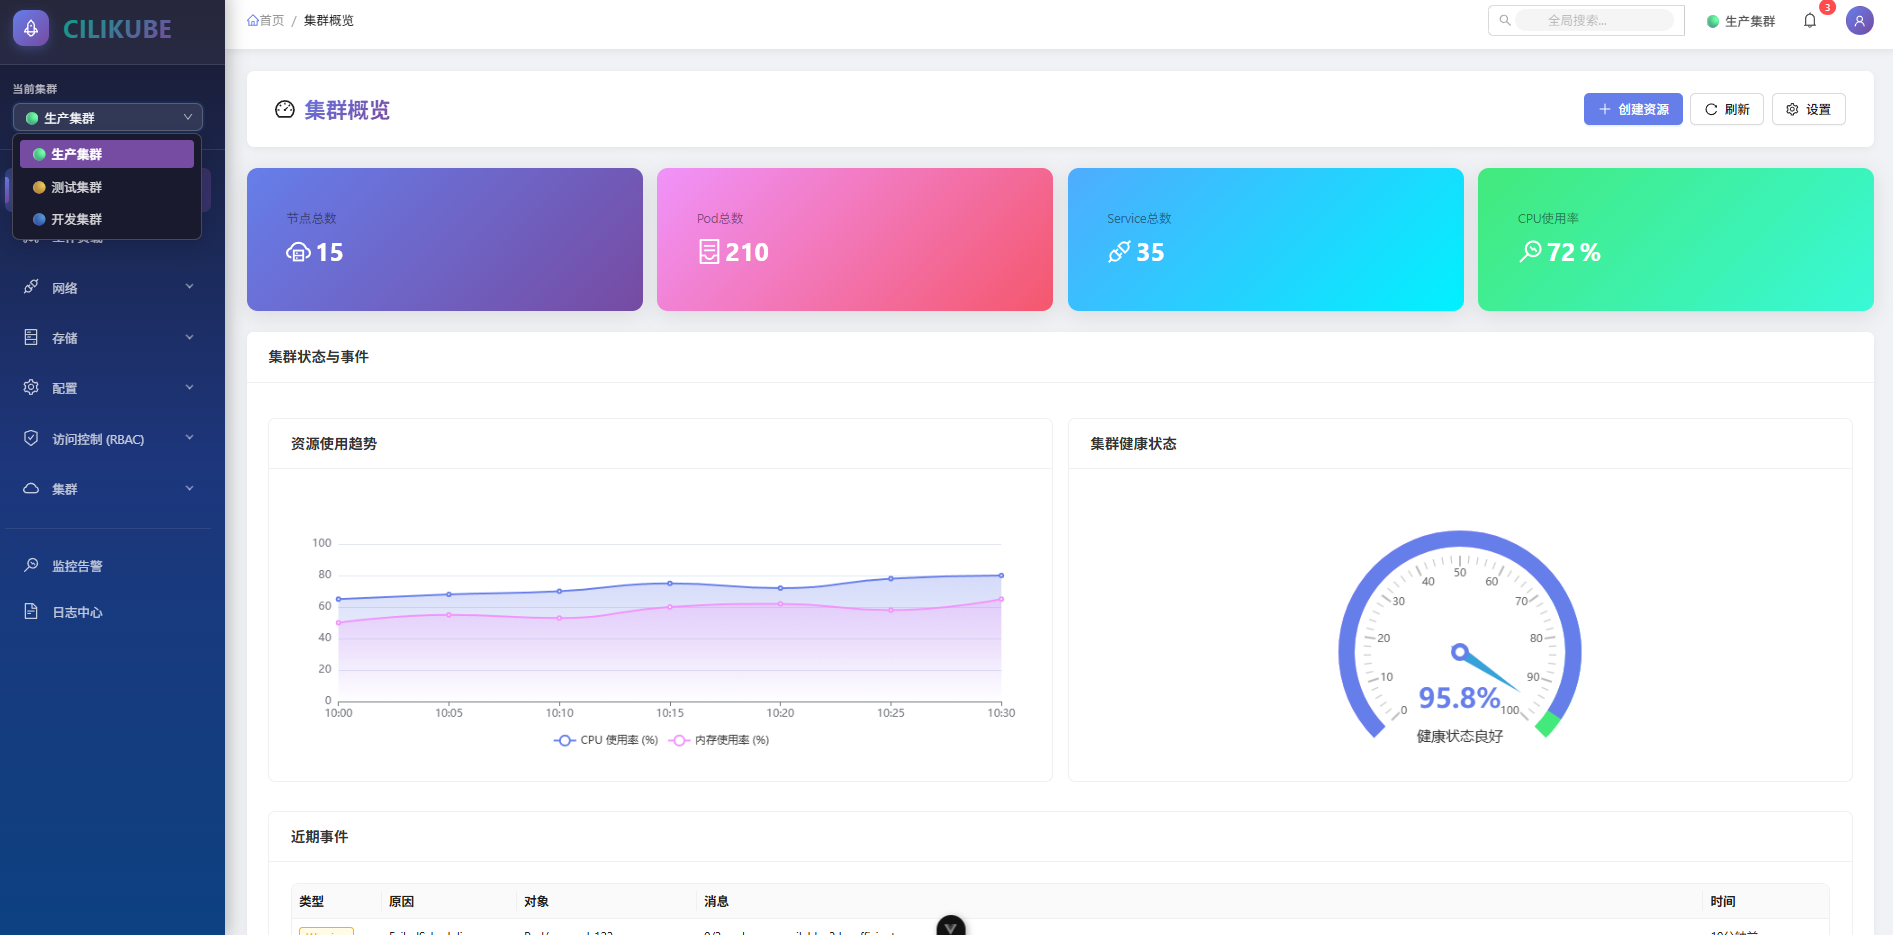 CILIKUBE
当前集群
生产集群
生产集群
测试集群
开发集群
网络
存储
配置
访问控制 (RBAC)
集群
监控告警
日志中心
首页 / 集群概览
全局搜索...
生产集群
3
集群概览
创建资源
刷新
设置
节点总数
15
Pod总数
210
Service总数
35
CPU使用率
72 %
集群状态与事件
资源使用趋势
100
80
60
40
20
0
10:00 10:05 10:10 10:15 10:20 10:25 10:30
CPU 使用率 (%) 内存使用率 (%)
集群健康状态
0 10 20 30 40 50 60 70 80 90 100
95.8%
健康状态良好
近期事件
类型 原因 对象 消息 时间